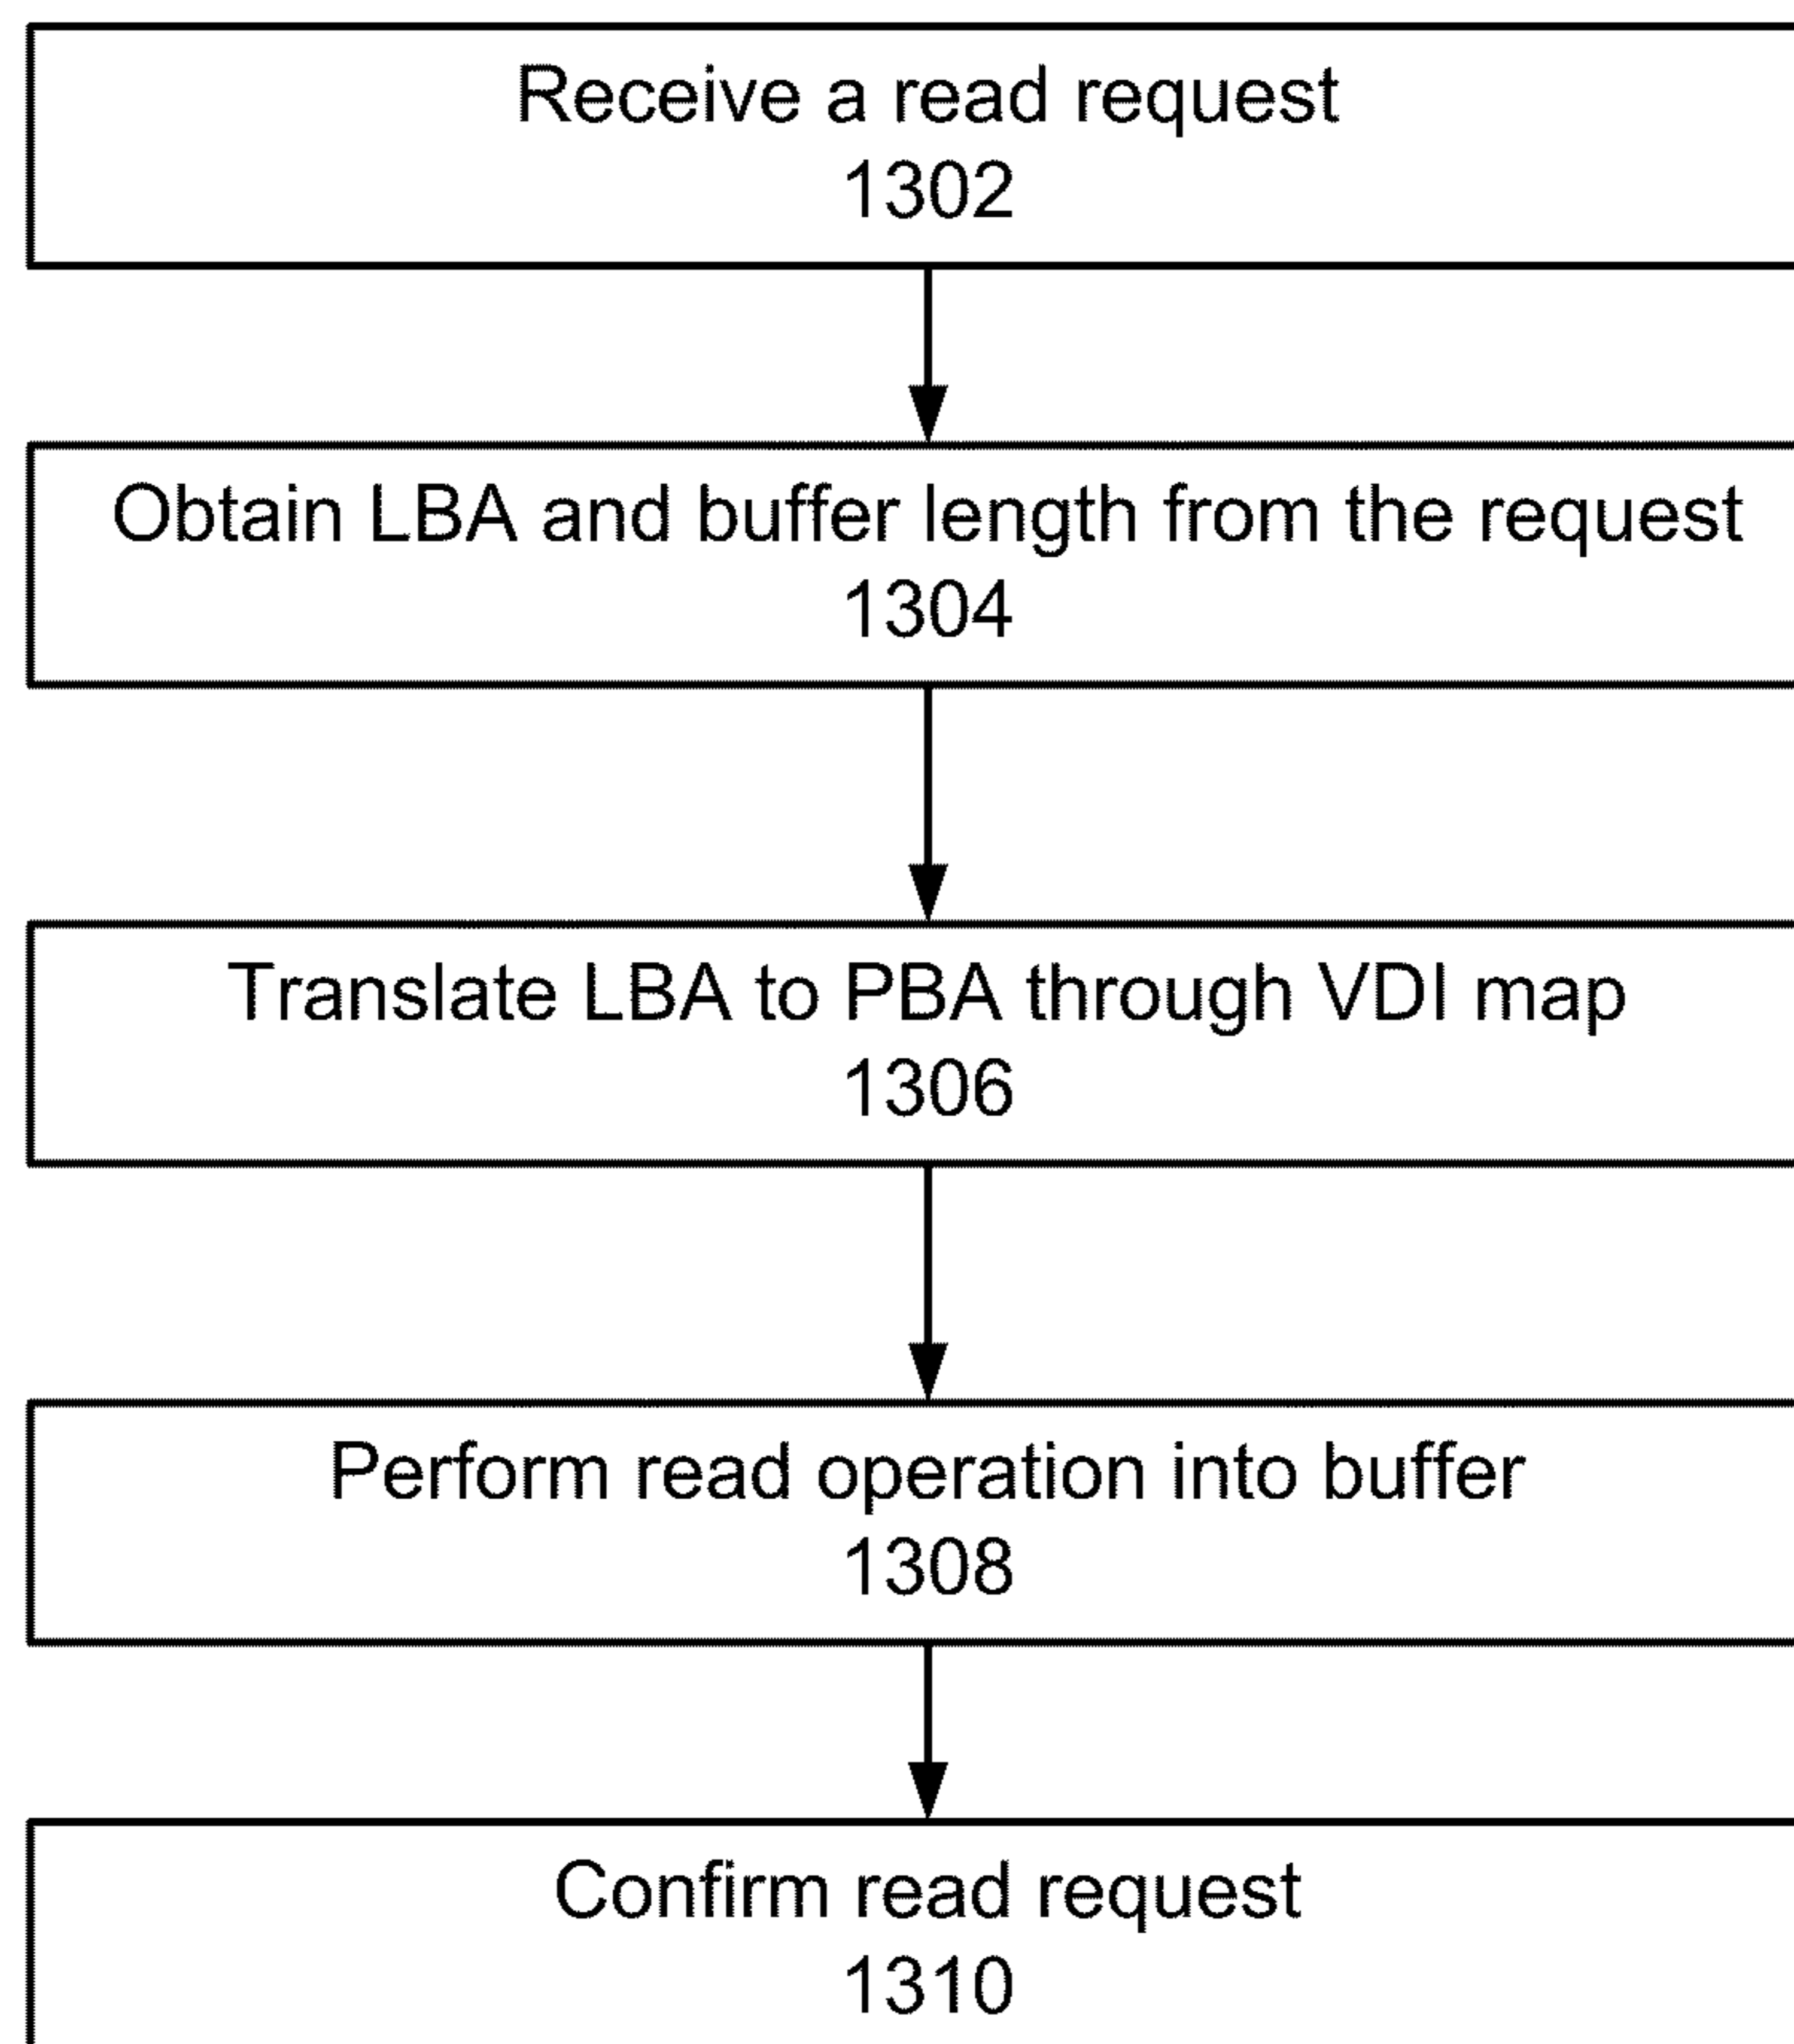 Receive a read request
1302
Obtain LBA and buffer length from the request
1304
Translate LBA to PBA through VDI map
1306
Perform read operation into buffer
1308
Confirm read request
1310